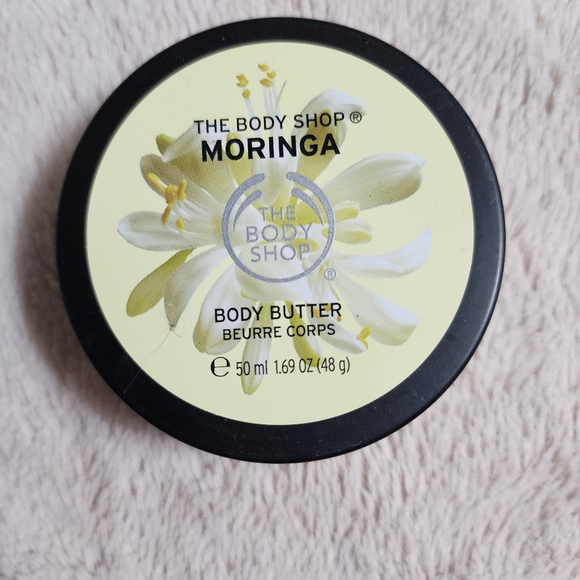 THE BODY SHOP®
MORINGA
THE
BODY
SHOP
®
BODY BUTTER
BEURRE CORPS
℮ 50 ml 1.69 OZ (48 g)